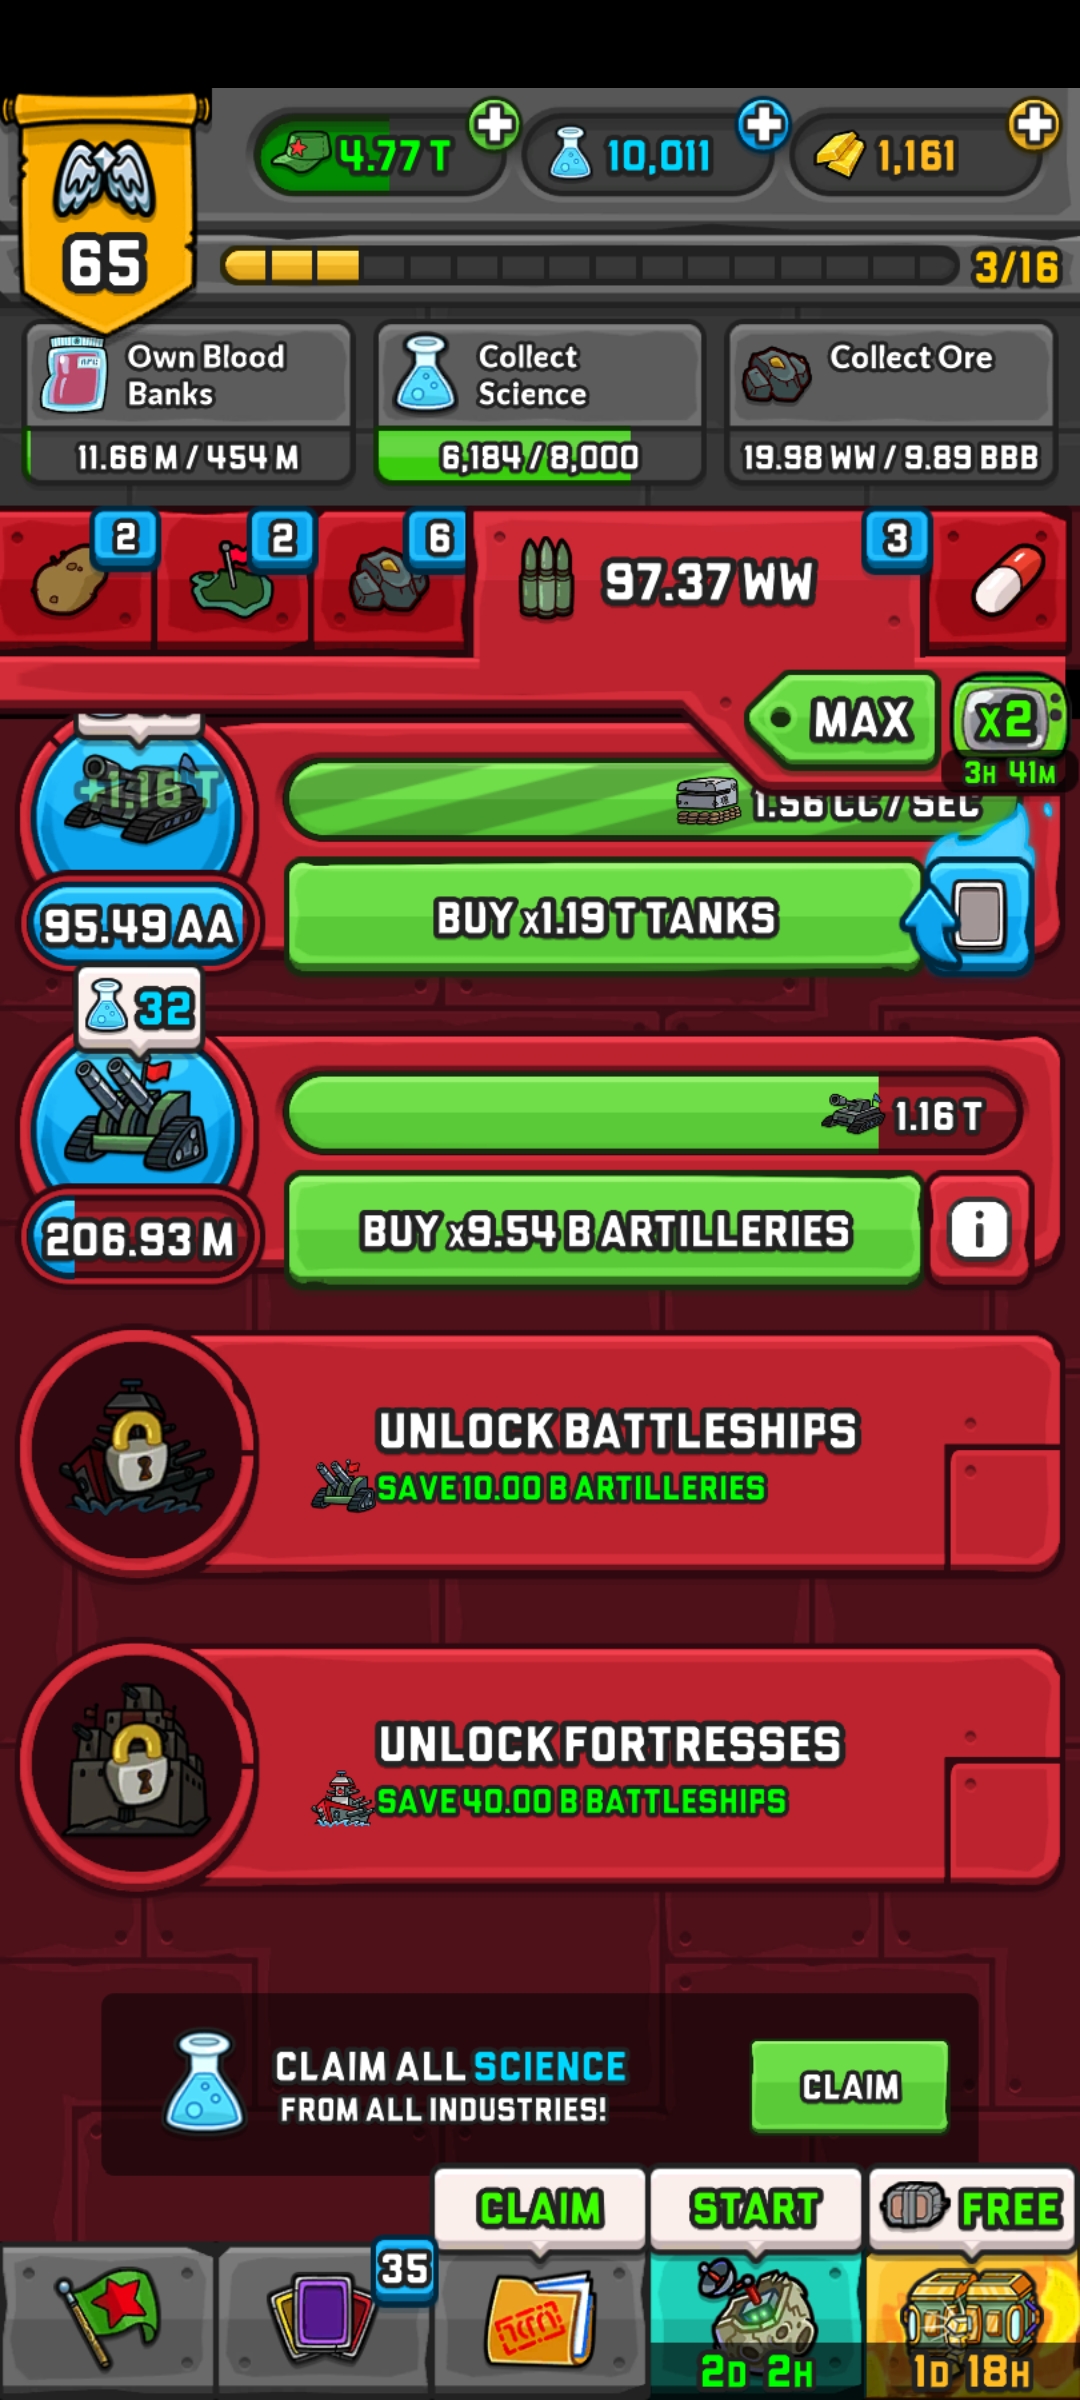 4.77 T
10,011
1,161
65
3/16
Own Blood
Banks
11.66 M / 454 M
Collect
Science
6,184 / 8,000
Collect Ore
19.98 WW / 9.89 BBB
2
2
6
97.37 WW
3
MAX
x2
3H 41M
+1.16 T
1.56 CC / SEC
95.49 AA
BUY x1.19 T TANKS
32
1.16 T
206.93 M
BUY x9.54 B ARTILLERIES
i
UNLOCK BATTLESHIPS
SAVE 10.00 B ARTILLERIES
UNLOCK FORTRESSES
SAVE 40.00 B BATTLESHIPS
CLAIM ALL SCIENCE
FROM ALL INDUSTRIES!
CLAIM
CLAIM
START
FREE
35
2D 2H
1D 18H